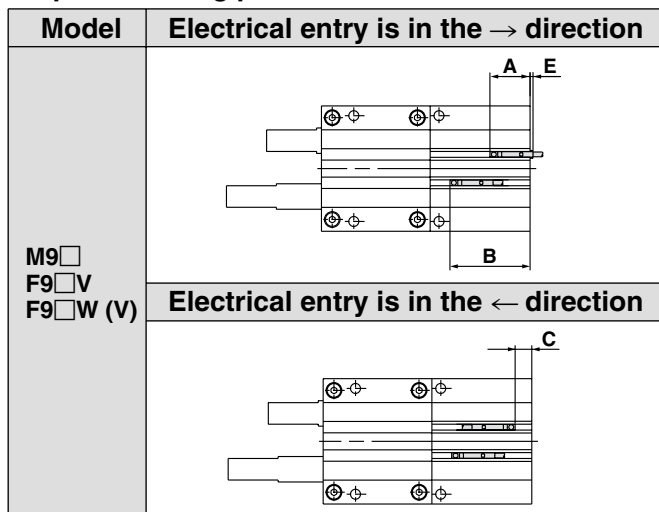 Model
Electrical entry is in the → direction
A E
B
M9□
F9□V
F9□W (V)
Electrical entry is in the ← direction
C